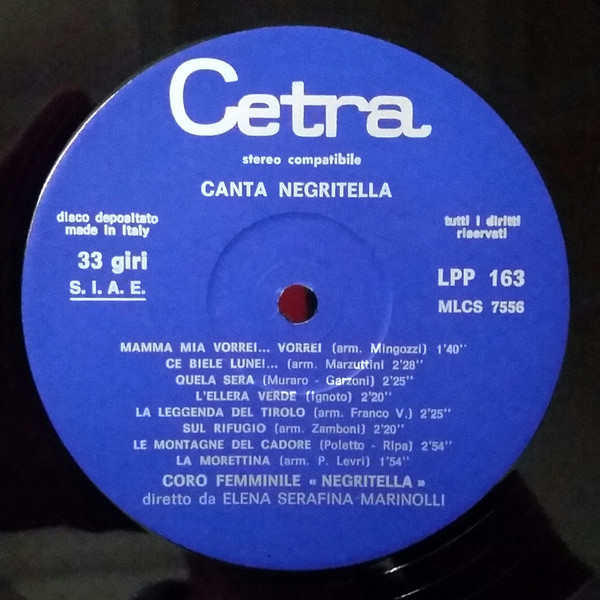 Cetra
stereo compatibile
CANTA NEGRITELLA
disco depositato
made in Italy
tutti i diritti
riservati
33 giri
S. I. A. E.
LPP 163
MLCS 7556
MAMMA MIA VORREI... VORREI (arm. Mingozzi) 1'40''
CE BIELE LUNE!... (arm. Marzuttini 2'28''
QUELA SERA (Muraro - Garzoni) 2'25''
L'ELLERA VERDE (Ignoto) 2'20''
LA LEGGENDA DEL TIROLO (arm. Franco V.) 2'25''
SUL RIFUGIO (arm. Zamboni) 2'20''
LE MONTAGNE DEL CADORE (Poletto - Ripa) 2'54''
LA MORETTINA (arm. P. Levri) 1'54''
CORO FEMMINILE « NEGRITELLA »
diretto da ELENA SERAFINA MARINOLLI